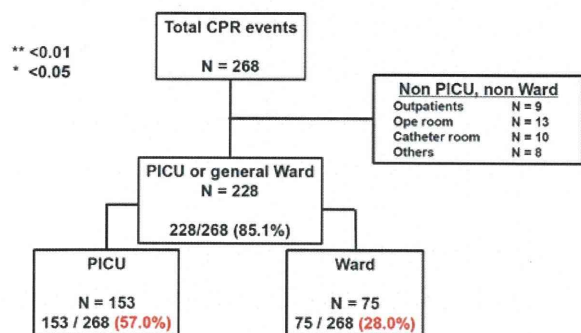 Total CPR events
N = 268
** <0.01
* <0.05
Non PICU, non Ward
Outpatients N = 9
Ope room N = 13
Catheter room N = 10
Others N = 8
PICU or general Ward
N = 228
228/268 (85.1%)
PICU
N = 153
153 / 268 (57.0%)
Ward
N = 75
75 / 268 (28.0%)